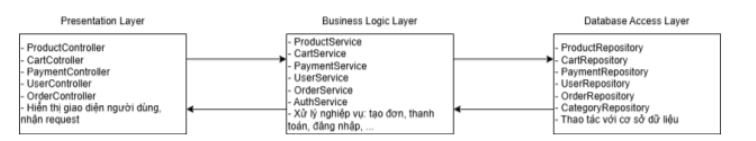 Presentation Layer
- ProductController
- CartCotroller
- PaymentController
- UserController
- OrderController
- Hiển thị giao diện người dùng,
nhận request
Business Logic Layer
- ProductService
- CartService
- PaymentService
- UserService
- OrderService
- AuthService
- Xử lý nghiệp vụ: tạo đơn, thanh
toán, đăng nhập, ...
Database Access Layer
- ProductRepository
- CartRepository
- PaymentRepository
- UserRepository
- OrderRepository
- CategoryRepository
- Thao tác với cơ sở dữ liệu